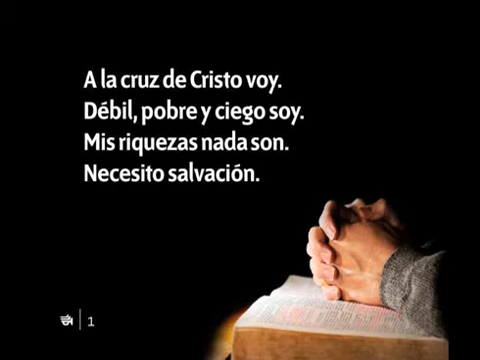 A la cruz de Cristo voy.
Débil, pobre y ciego soy.
Mis riquezas nada son.
Necesito salvación.
1